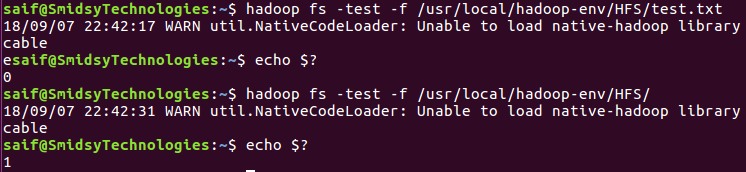 saif@SmidsyTechnologies:~$ hadoop fs -test -f /usr/local/hadoop-env/HFS/test.txt
18/09/07 22:42:17 WARN util.NativeCodeLoader: Unable to load native-hadoop library
cable
esaif@SmidsyTechnologies:~$ echo $?
0
saif@SmidsyTechnologies:~$ hadoop fs -test -f /usr/local/hadoop-env/HFS/
18/09/07 22:42:31 WARN util.NativeCodeLoader: Unable to load native-hadoop library
cable
saif@SmidsyTechnologies:~$ echo $?
1